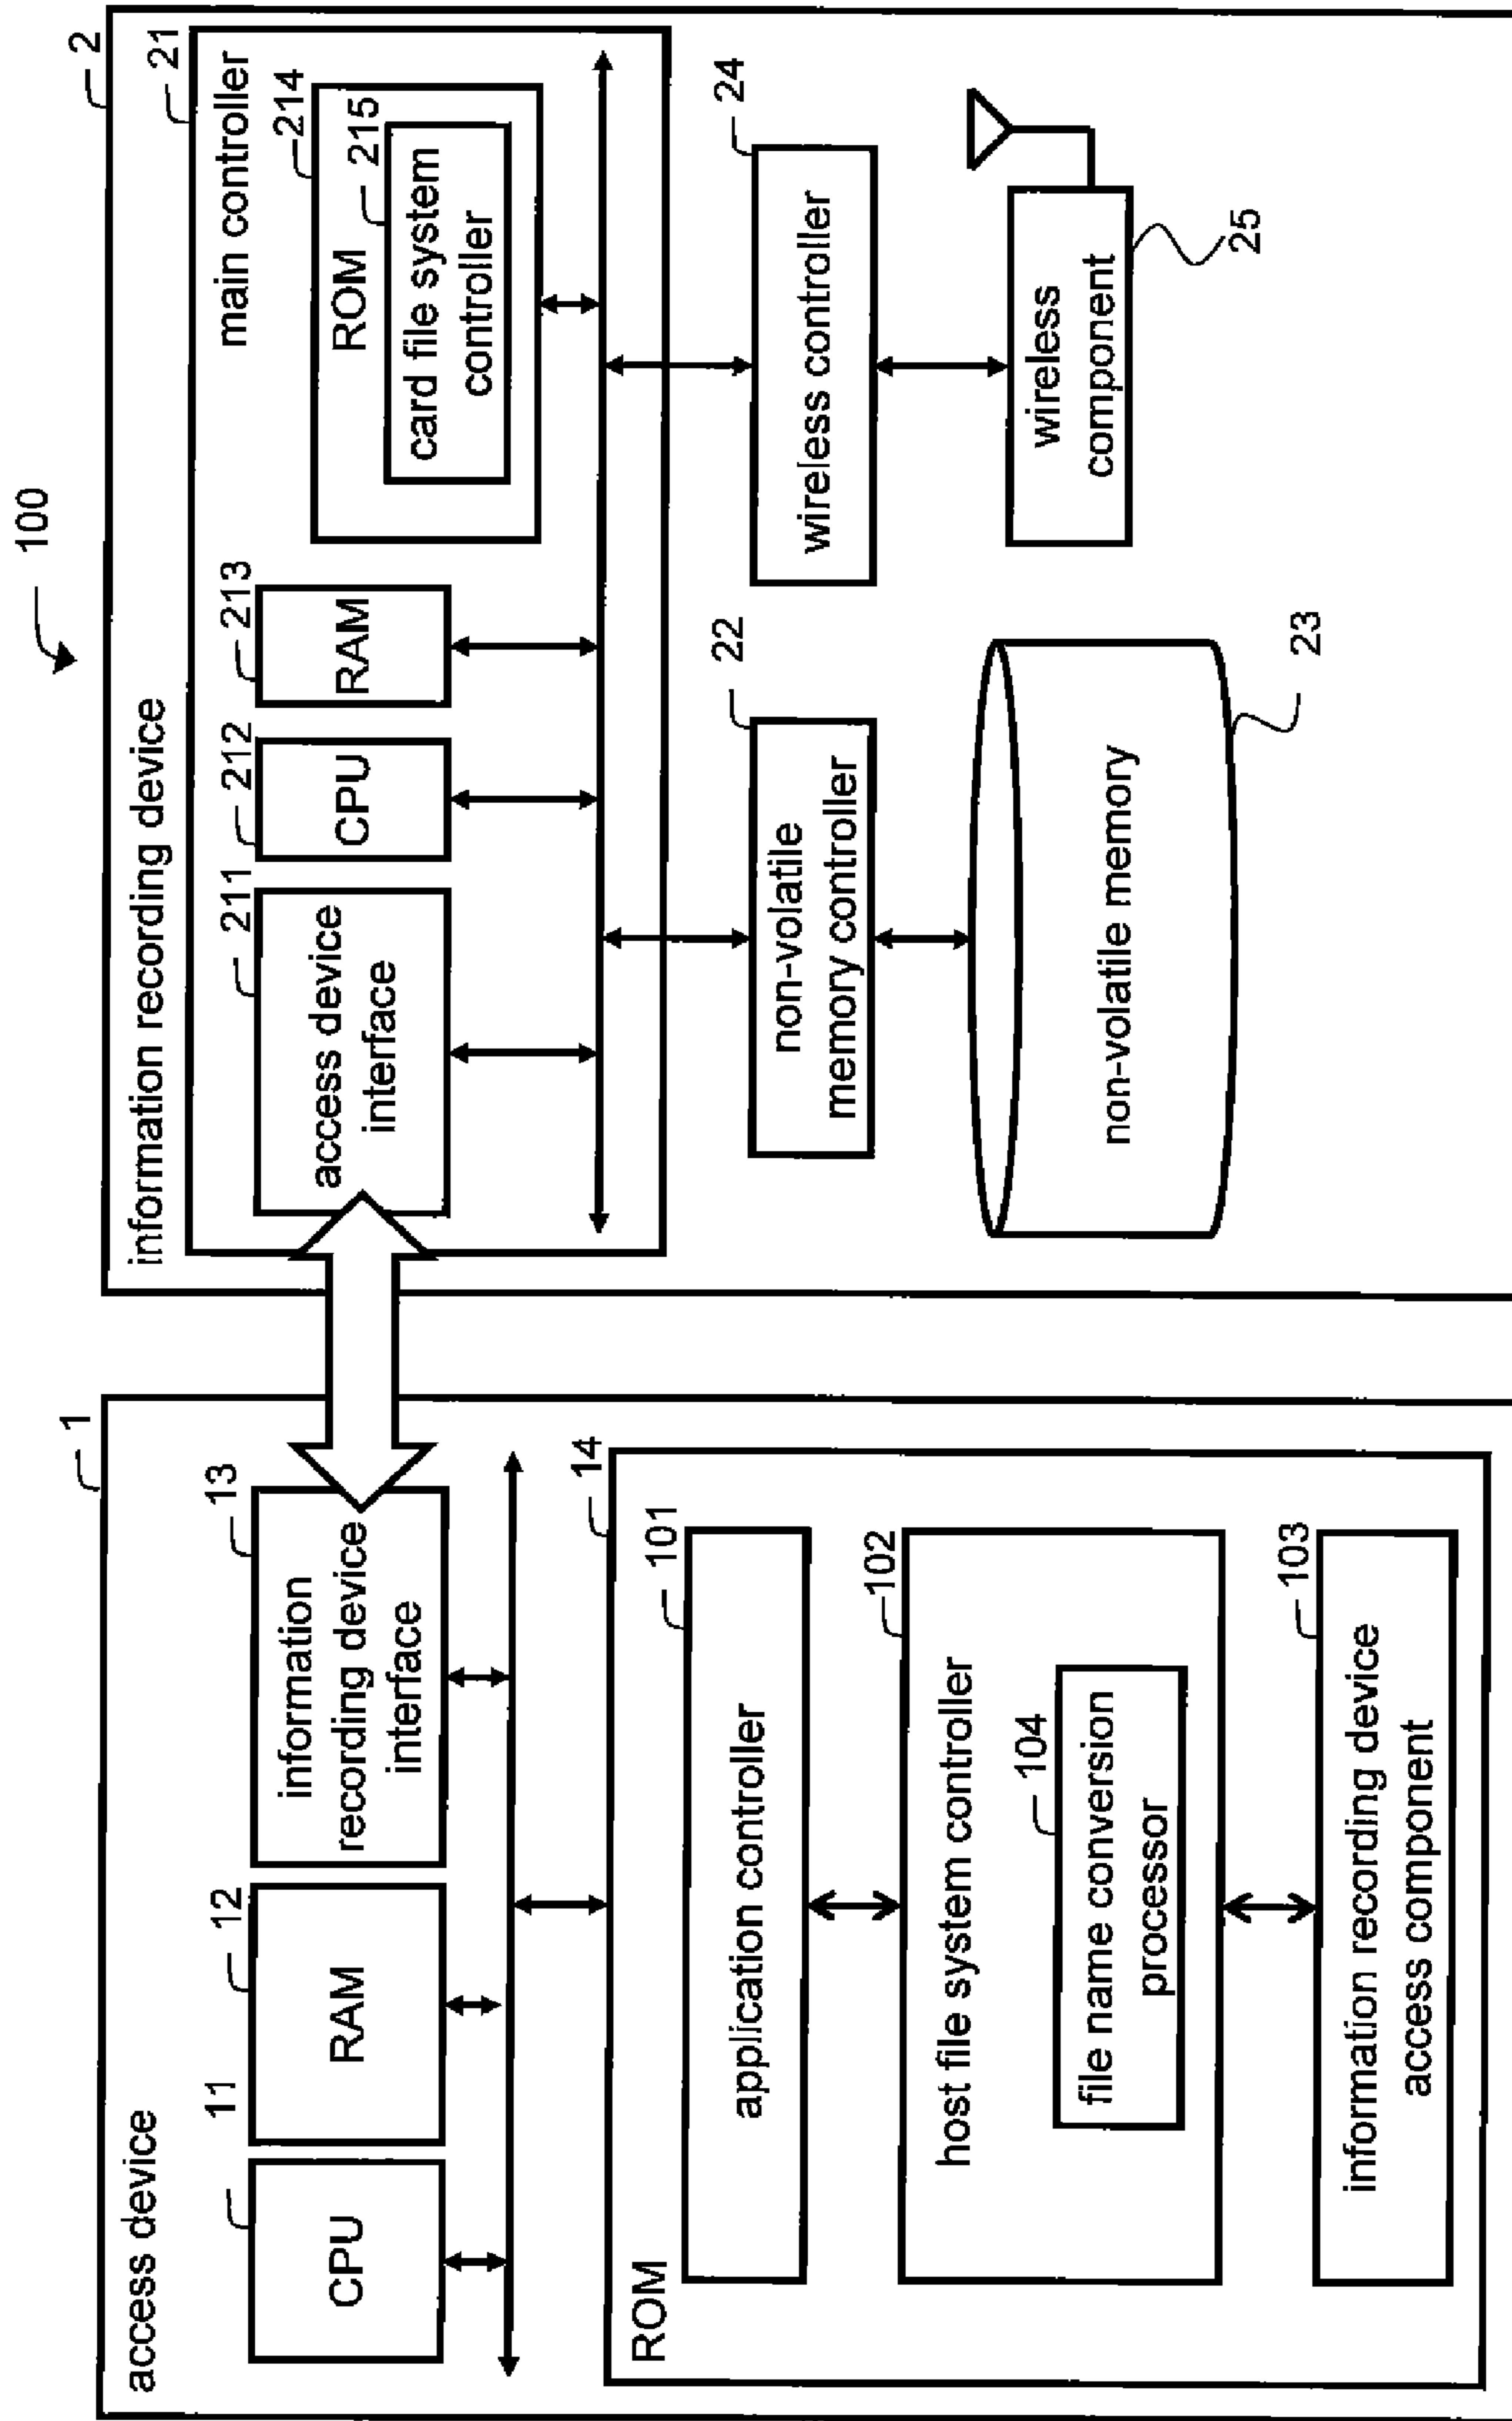 100
access device
1
CPU
11
RAM
12
information
recording device
interface
13
ROM
14
application controller
101
host file system controller
102
file name conversion
processor
104
information recording device
access component
103
information recording device
2
main controller
21
access device
interface
211
CPU
212
RAM
213
ROM
214
card file system
controller
215
non-volatile
memory controller
22
wireless controller
24
non-volatile memory
23
wireless
component
25